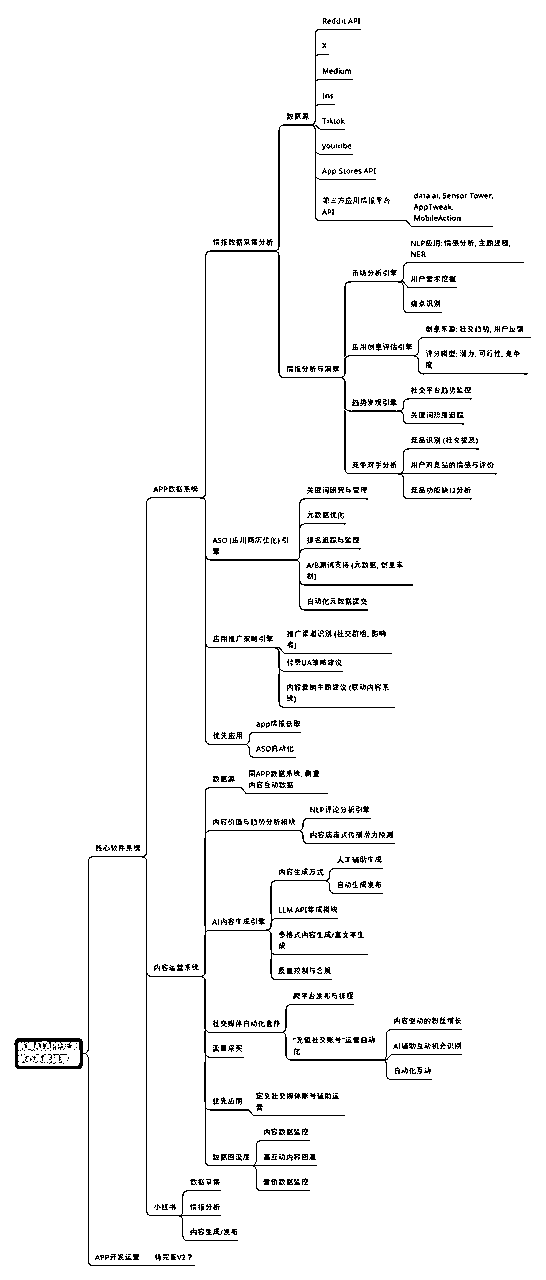 Reddit API
X
Medium
Ins
Tiktok
数据源
youtube
App Stores API
第三方应用情报平台
API
data.ai, Sensor Tower,
AppTweak,
MobileAction
情报数据采集分析
NLP应用: 情感分析, 主题建模,
NER
市场分析引擎
用户需求挖掘
痛点识别
创意来源: 社交趋势, 用户反馈
应用创意评估引擎
评分模型: 潜力, 可行性, 竞争
度
情报分析与洞察
社交平台趋势监控
趋势发现引擎
关键词热度追踪
竞品识别 (社交提及)
竞争对手分析
用户对竞品的情感与评价
竞品功能缺口分析
APP数据系统
关键词研究与管理
元数据优化
ASO (应用商店优化) 引
擎
排名追踪与监控
A/B测试支持 (元数据, 创意素
材)
自动化元数据提交
应用推广策略引擎
推广渠道识别 (社交群组, 影响
者)
付费UA策略建议
内容营销主题建议 (联动内容系
统)
优先应用
app情报获取
ASO自动化
核心软件系统
数据源
同APP数据系统, 侧重
内容互动数据
内容价值与趋势分析模块
NLP评论分析引擎
内容病毒式传播潜力预测
内容生成方式
人工辅助生成
自动生成发布
AI内容生成引擎
LLM API集成模块
多格式内容生成/富文本生
成
质量控制与合规
内容运营系统
社交媒体自动化套件
跨平台发布与排程
"充值社交账号"运营自动
化
内容驱动的粉丝增长
AI辅助互动机会识别
自动化互动
流量采买
优先应用
定义社交媒体账号辅助运
营
数据回流库
内容数据监控
高互动内容回流
量价数据监控
小红书
数据采集
情报分析
内容生成/发布
APP开发运营
待完善V2？